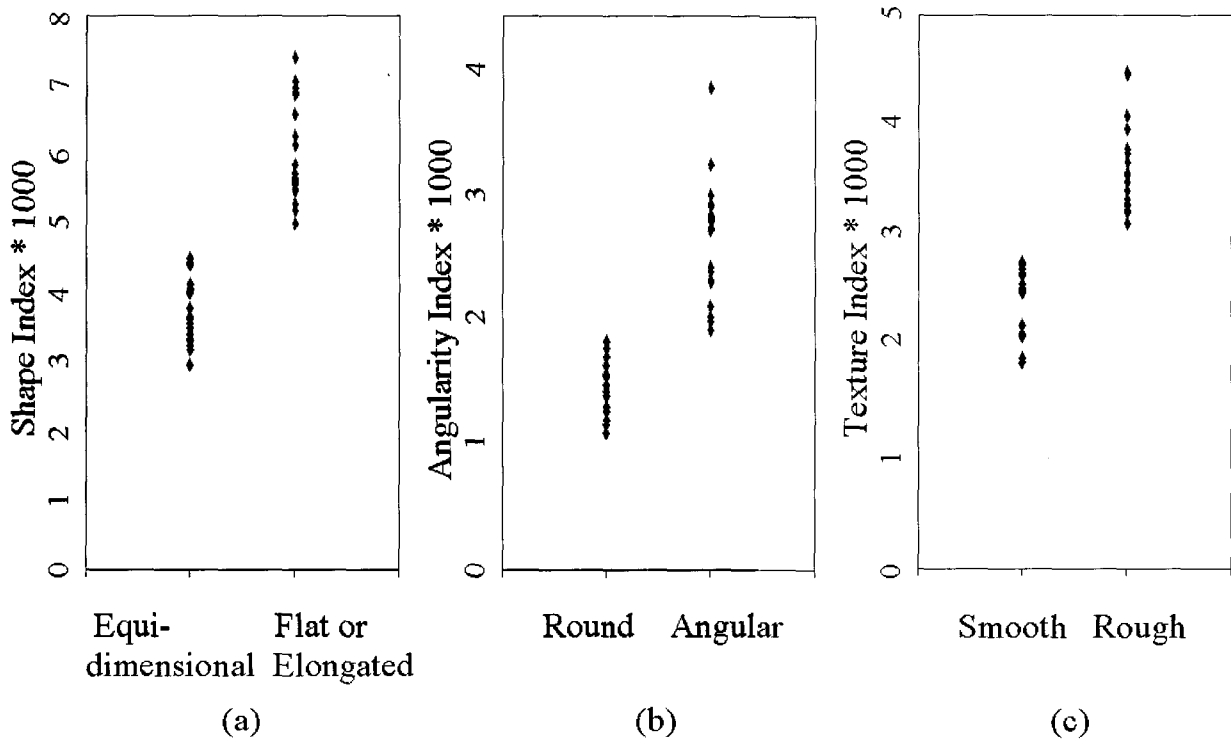 Shape Index * 1000
0 1 2 3 4 5 6 7 8
Equi-
dimensional
Flat or
Elongated
(a)
Angularity Index * 1000
0 1 2 3 4
Round Angular
(b)
Texture Index * 1000
0 1 2 3 4 5
Smooth Rough
(c)